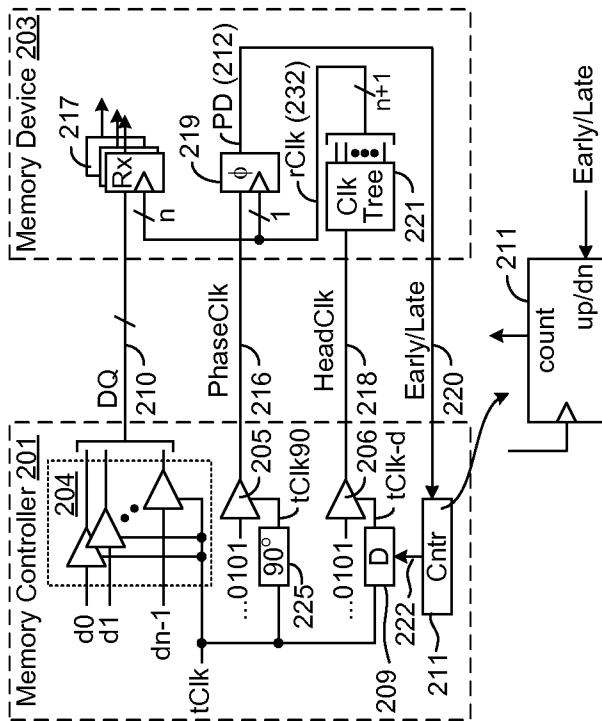 Memory Controller 201
204
d0
d1
dn-1
tClk
...0101
205
90°
225
tClk90
...0101
206
D
209
tClk-d
222
Cntr
211
DQ
210
PhaseClk
216
HeadClk
218
Early/Late
220
Memory Device 203
217
Rx
n
219
ϕ
1
PD (212)
rClk (232)
Clk
Tree
221
n+1
211
count
up/dn
Early/Late